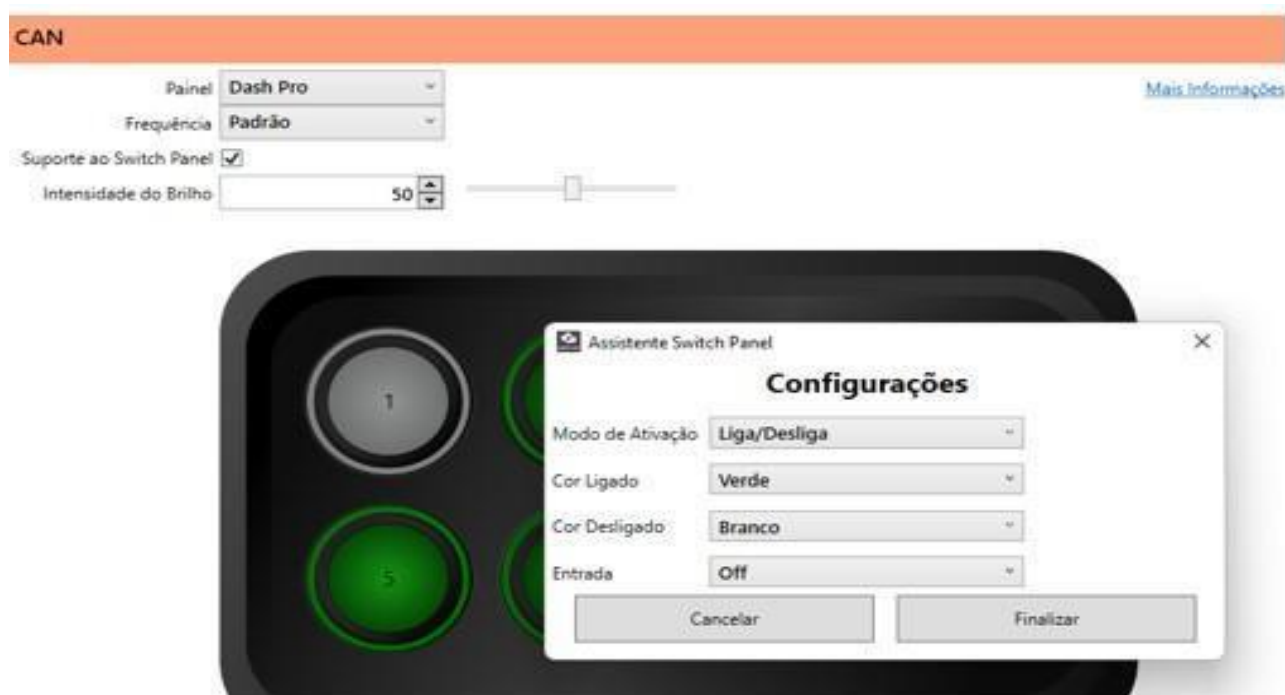 CAN
Painel Dash Pro
Mais Informações
Frequência Padrão
Suporte ao Switch Panel
Intensidade do Brilho 50
1
Assistente Switch Panel
Configurações
Modo de Ativação Liga/Desliga
Cor Ligado Verde
Cor Desligado Branco
5
Entrada Off
Cancelar Finalizar